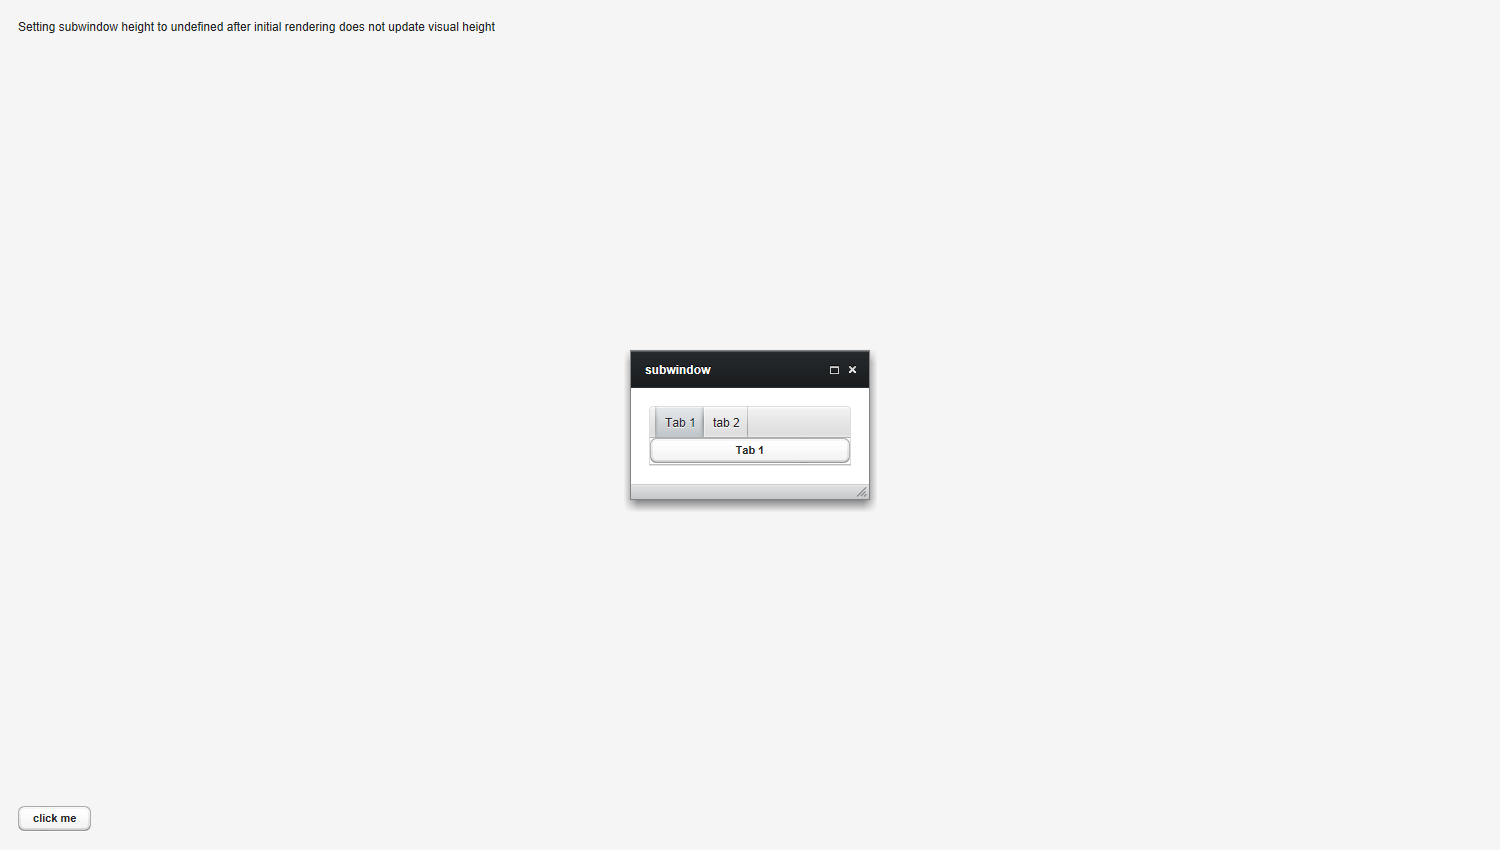 Setting subwindow height to undefined after initial rendering does not update visual height
subwindow
Tab 1 tab 2
Tab 1
click me